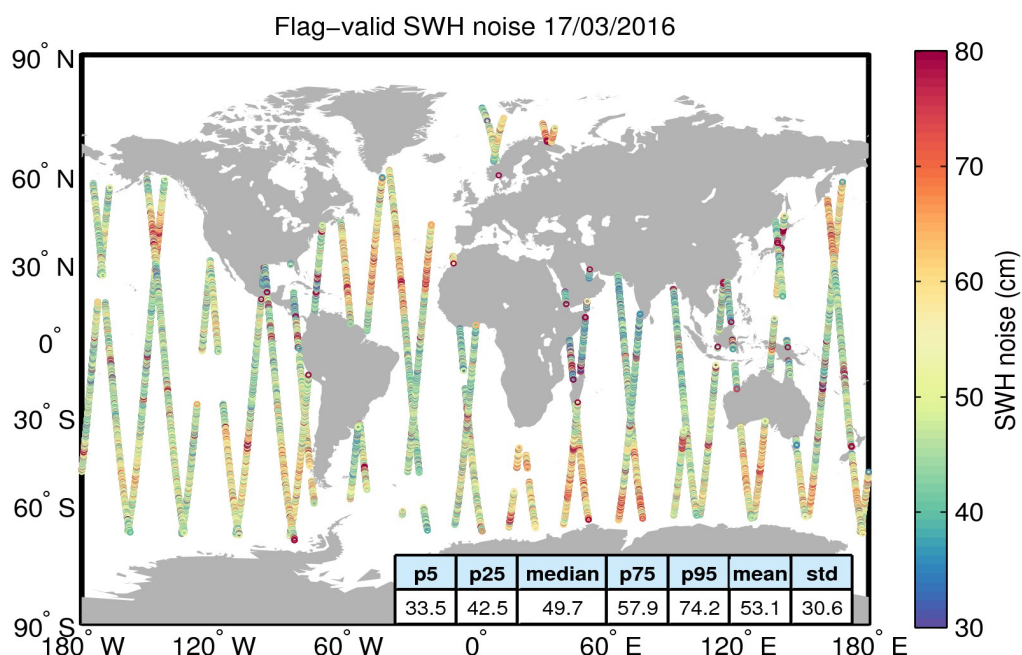 Flag−valid SWH noise 17/03/2016
90° N
60° N
30° N
0°
30° S
60° S
90° S
180° W 120° W 60° W 0° 60° E 120° E 180° E
80
70
60
50
40
30
SWH noise (cm)
p5 p25 median p75 p95 mean std
33.5 42.5 49.7 57.9 74.2 53.1 30.6